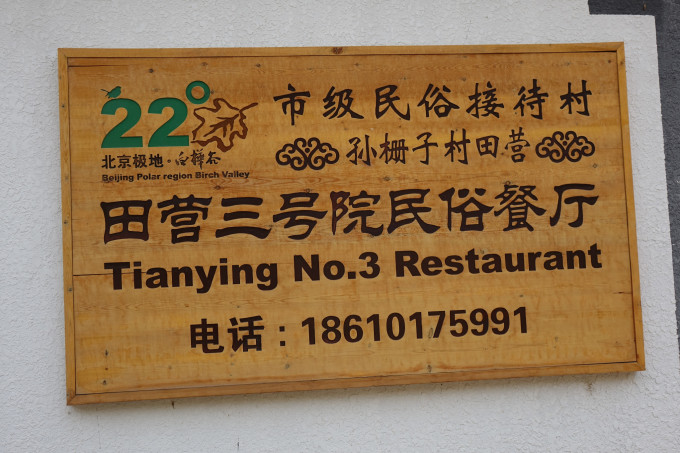 22°
北京极地·白桦谷
Beijing Polar region Birch Valley
市级民俗接待村
孙栅子村田营
田营三号院民俗餐厅
Tianying No.3 Restaurant
电话：18610175991